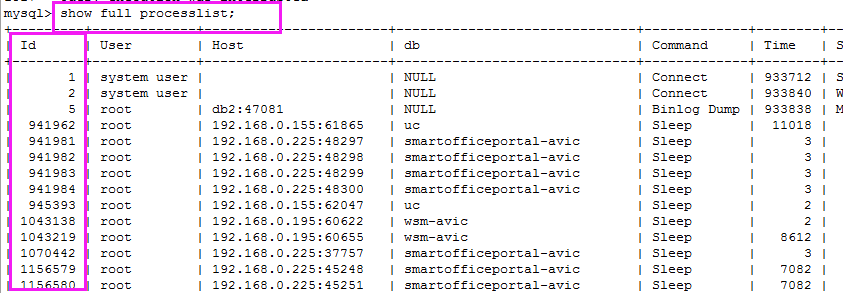 mysql> show full processlist;
| Id | User | Host | db | Command | Time | S
| 1 | system user | | NULL | Connect | 933712 | S
| 2 | system user | | NULL | Connect | 933840 | W
| 5 | root | db2:47081 | NULL | Binlog Dump | 933838 | M
| 941962 | root | 192.168.0.155:61865 | uc | Sleep | 11018 |
| 941981 | root | 192.168.0.225:48297 | smartofficeportal-avic | Sleep | 3 |
| 941982 | root | 192.168.0.225:48298 | smartofficeportal-avic | Sleep | 3 |
| 941983 | root | 192.168.0.225:48299 | smartofficeportal-avic | Sleep | 3 |
| 941984 | root | 192.168.0.225:48300 | smartofficeportal-avic | Sleep | 3 |
| 945393 | root | 192.168.0.155:62047 | uc | Sleep | 2 |
| 1043138 | root | 192.168.0.195:60622 | wsm-avic | Sleep | 2 |
| 1043219 | root | 192.168.0.195:60655 | wsm-avic | Sleep | 8612 |
| 1070442 | root | 192.168.0.225:37757 | smartofficeportal-avic | Sleep | 3 |
| 1156579 | root | 192.168.0.225:45248 | smartofficeportal-avic | Sleep | 7082 |
| 1156580 | root | 192.168.0.225:45251 | smartofficeportal-avic | Sleep | 7082 |